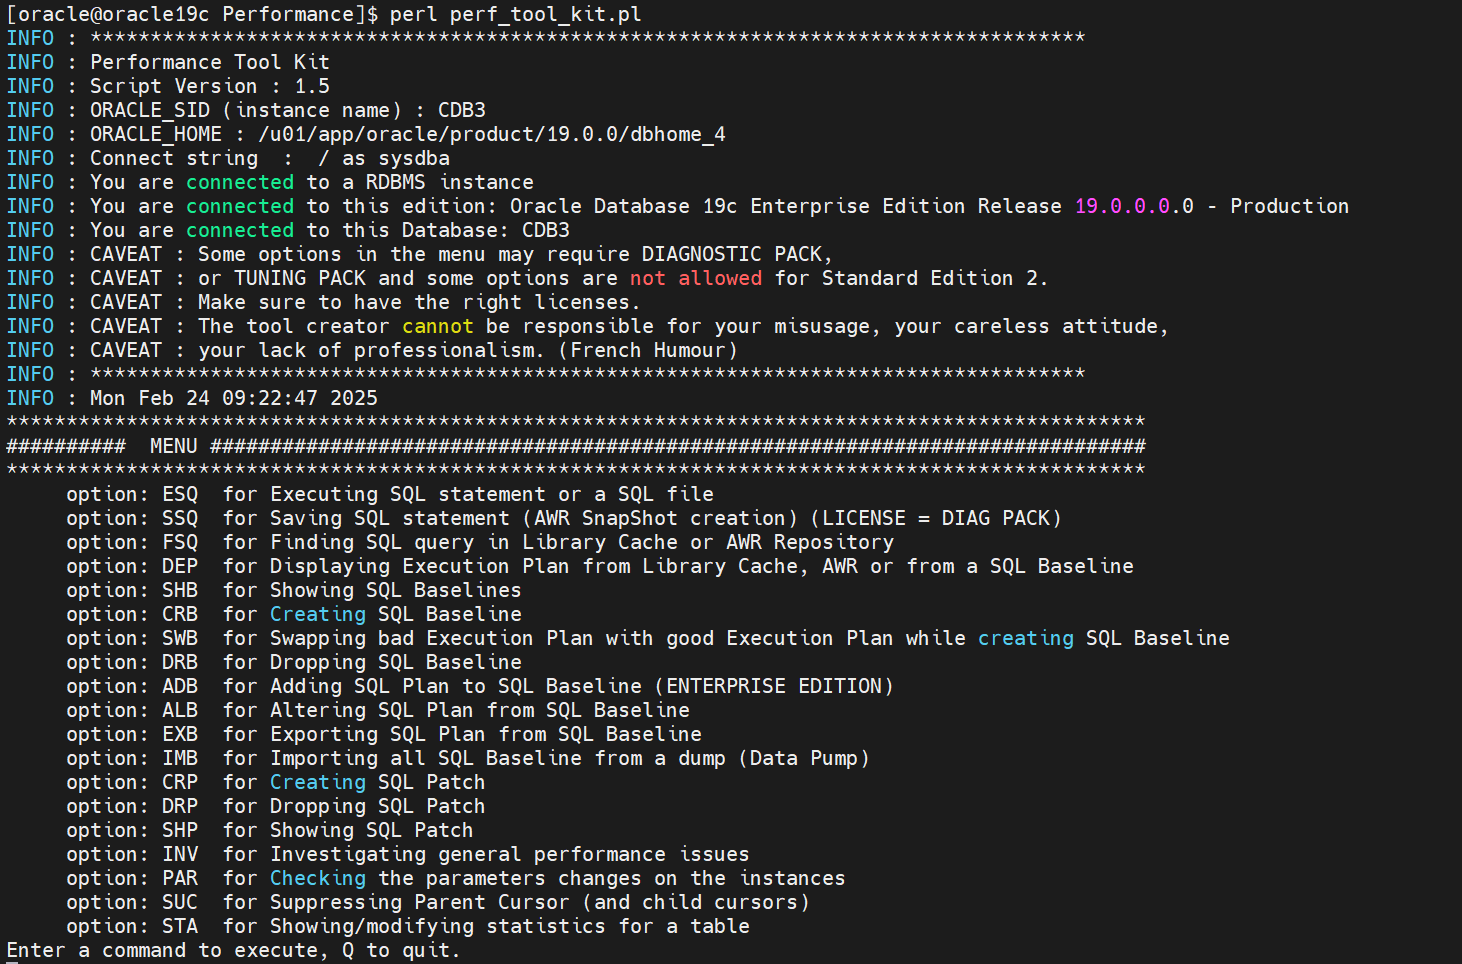 [oracle@oracle19c Performance]$ perl perf_tool_kit.pl
INFO : ***********************************************************************************
INFO : Performance Tool Kit
INFO : Script Version : 1.5
INFO : ORACLE_SID (instance name) : CDB3
INFO : ORACLE_HOME : /u01/app/oracle/product/19.0.0/dbhome_4
INFO : Connect string  :  / as sysdba
INFO : You are connected to a RDBMS instance
INFO : You are connected to this edition: Oracle Database 19c Enterprise Edition Release 19.0.0.0.0 - Production
INFO : You are connected to this Database: CDB3
INFO : CAVEAT : Some options in the menu may require DIAGNOSTIC PACK,
INFO : CAVEAT : or TUNING PACK and some options are not allowed for Standard Edition 2.
INFO : CAVEAT : Make sure to have the right licenses.
INFO : CAVEAT : The tool creator cannot be responsible for your misusage, your careless attitude,
INFO : CAVEAT : your lack of professionalism. (French Humour)
INFO : ***********************************************************************************
INFO : Mon Feb 24 09:22:47 2025
***********************************************************************************************
##########  MENU ##############################################################################
***********************************************************************************************
     option: ESQ  for Executing SQL statement or a SQL file
     option: SSQ  for Saving SQL statement (AWR SnapShot creation) (LICENSE = DIAG PACK)
     option: FSQ  for Finding SQL query in Library Cache or AWR Repository
     option: DEP  for Displaying Execution Plan from Library Cache, AWR or from a SQL Baseline
     option: SHB  for Showing SQL Baselines
     option: CRB  for Creating SQL Baseline
     option: SWB  for Swapping bad Execution Plan with good Execution Plan while creating SQL Baseline
     option: DRB  for Dropping SQL Baseline
     option: ADB  for Adding SQL Plan to SQL Baseline (ENTERPRISE EDITION)
     option: ALB  for Altering SQL Plan from SQL Baseline
     option: EXB  for Exporting SQL Plan from SQL Baseline
     option: IMB  for Importing all SQL Baseline from a dump (Data Pump)
     option: CRP  for Creating SQL Patch
     option: DRP  for Dropping SQL Patch
     option: SHP  for Showing SQL Patch
     option: INV  for Investigating general performance issues
     option: PAR  for Checking the parameters changes on the instances
     option: SUC  for Suppressing Parent Cursor (and child cursors)
     option: STA  for Showing/modifying statistics for a table
Enter a command to execute, Q to quit.